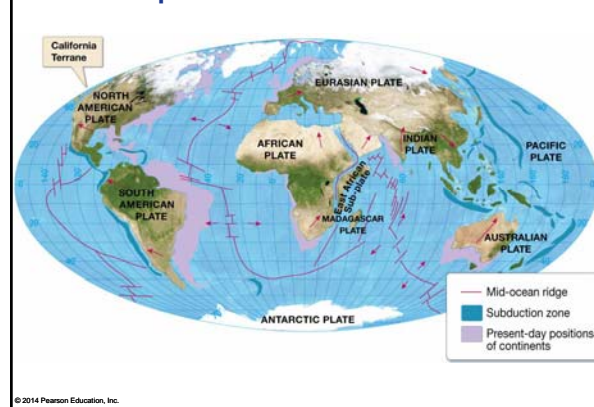 California
Terrane
NORTH
AMERICAN
PLATE
EURASIAN PLATE
AFRICAN
PLATE
INDIAN
PLATE
PACIFIC
PLATE
SOUTH
AMERICAN
PLATE
East African
Sub-plate
MADAGASCAR
PLATE
AUSTRALIAN
PLATE
ANTARCTIC PLATE
Mid-ocean ridge
Subduction zone
Present-day positions
of continents
© 2014 Pearson Education, Inc.